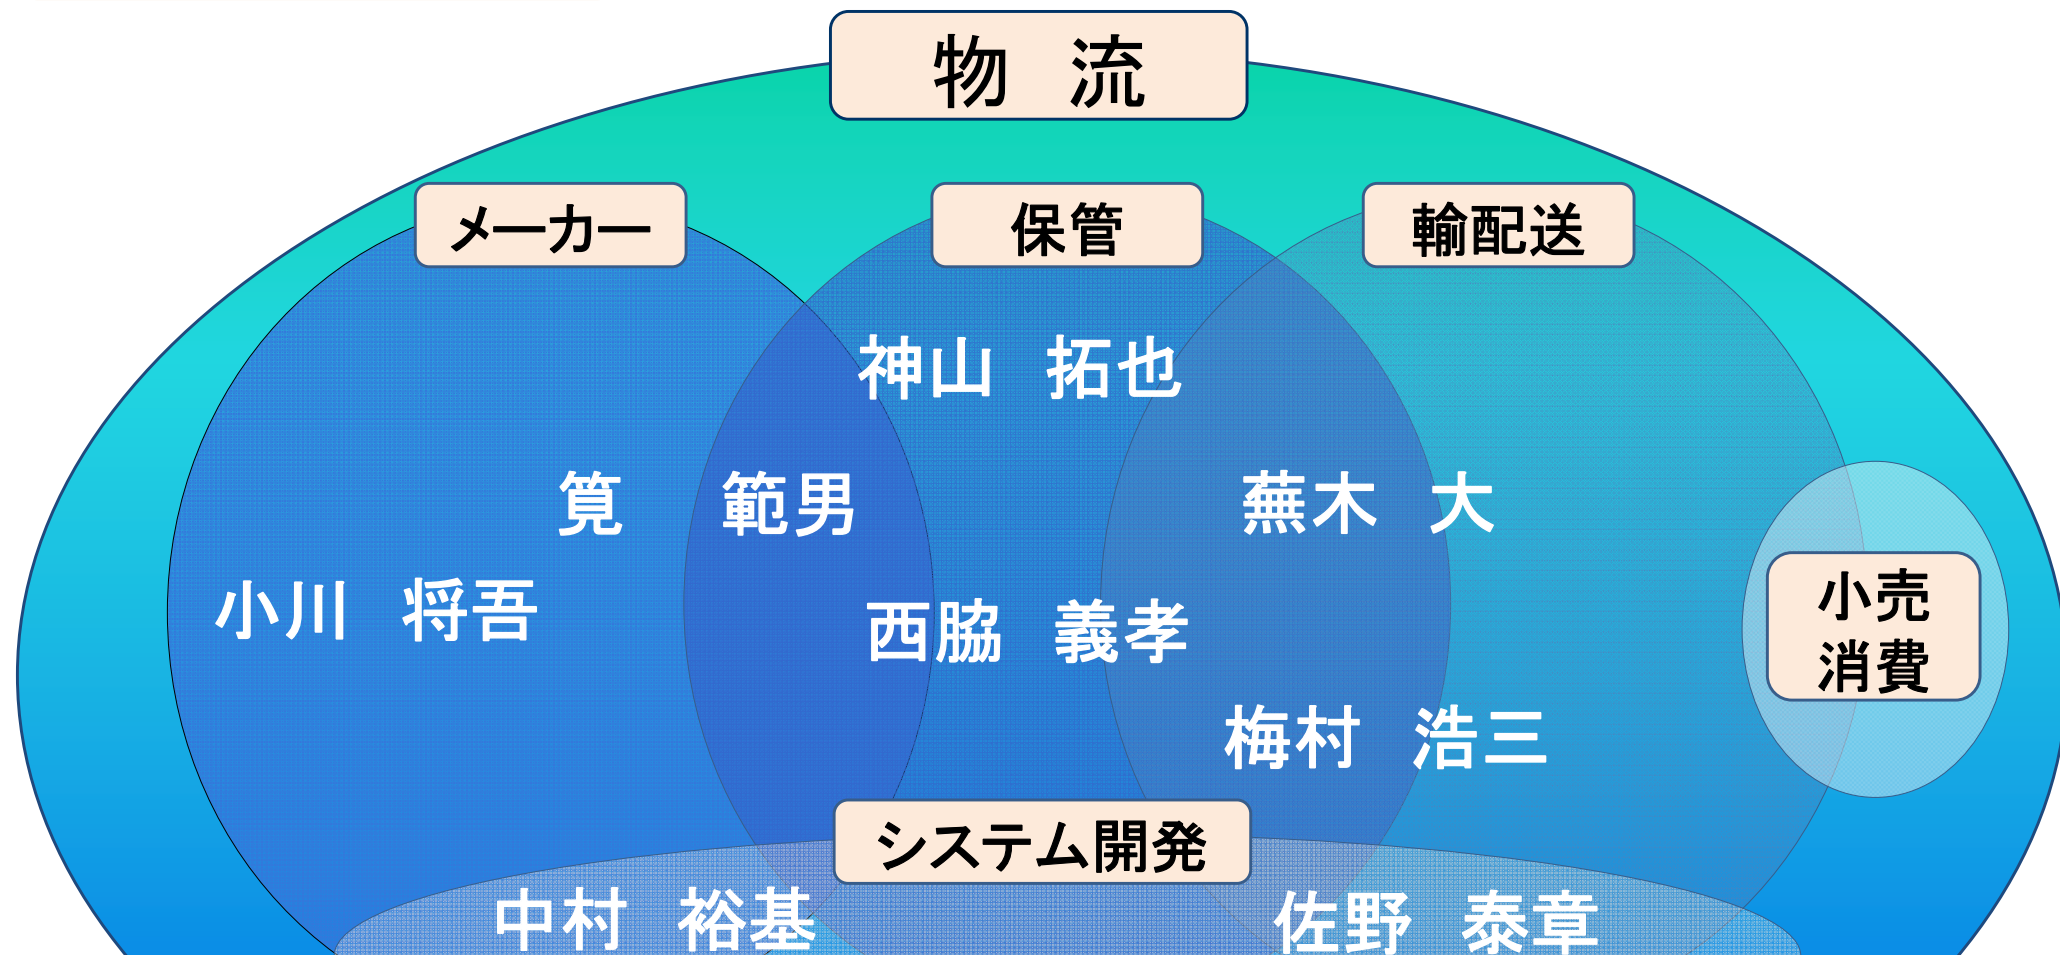 物 流
メーカー
保管
輸配送
神山 拓也
筧 範男
蕪木 大
小川 将吾
西脇 義孝
小売
消費
梅村 浩三
システム開発
中村 裕基
佐野 泰章